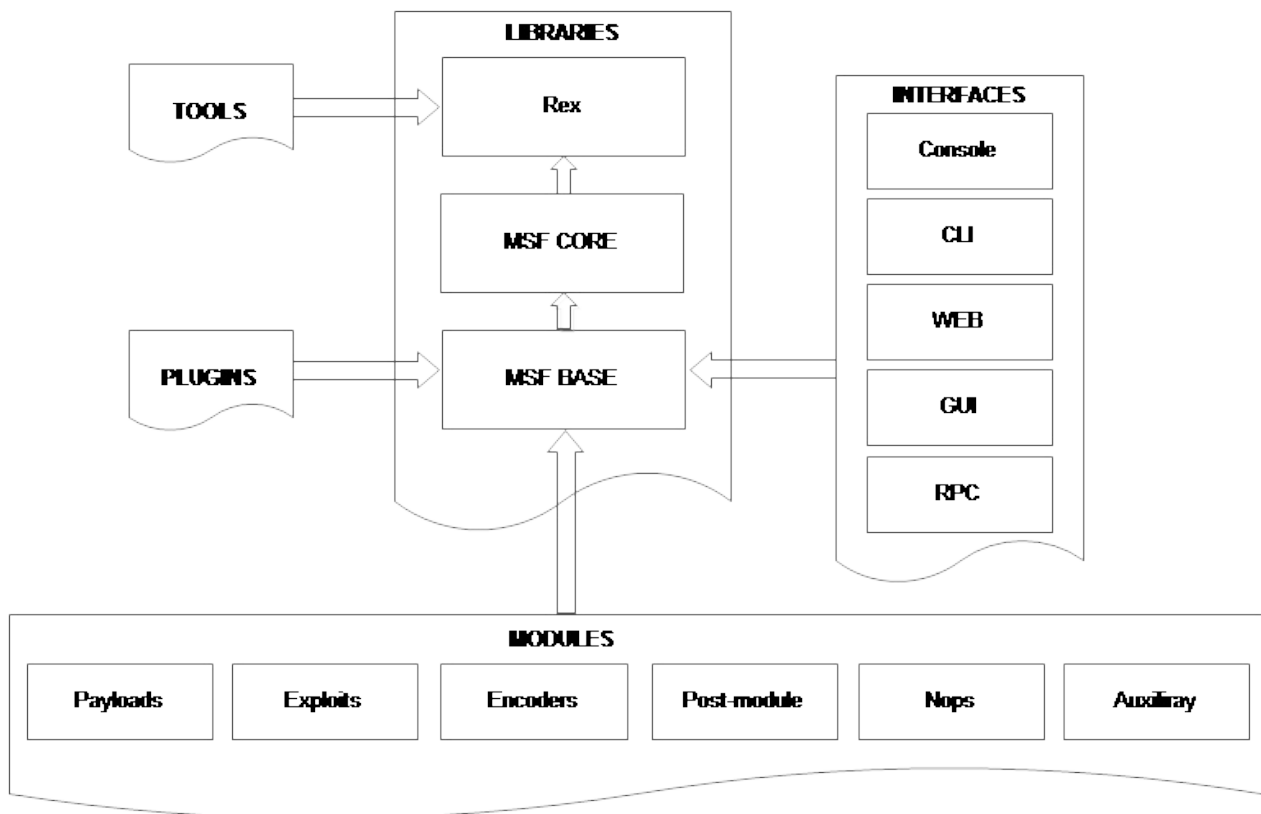 LIBRARIES
TOOLS
Rex
INTERFACES
Console
MSF CORE
CLI
WEB
PLUGINS
MSF BASE
GUI
RPC
MODULES
Payloads
Exploits
Encoders
Post-module
Nops
Auxiliray